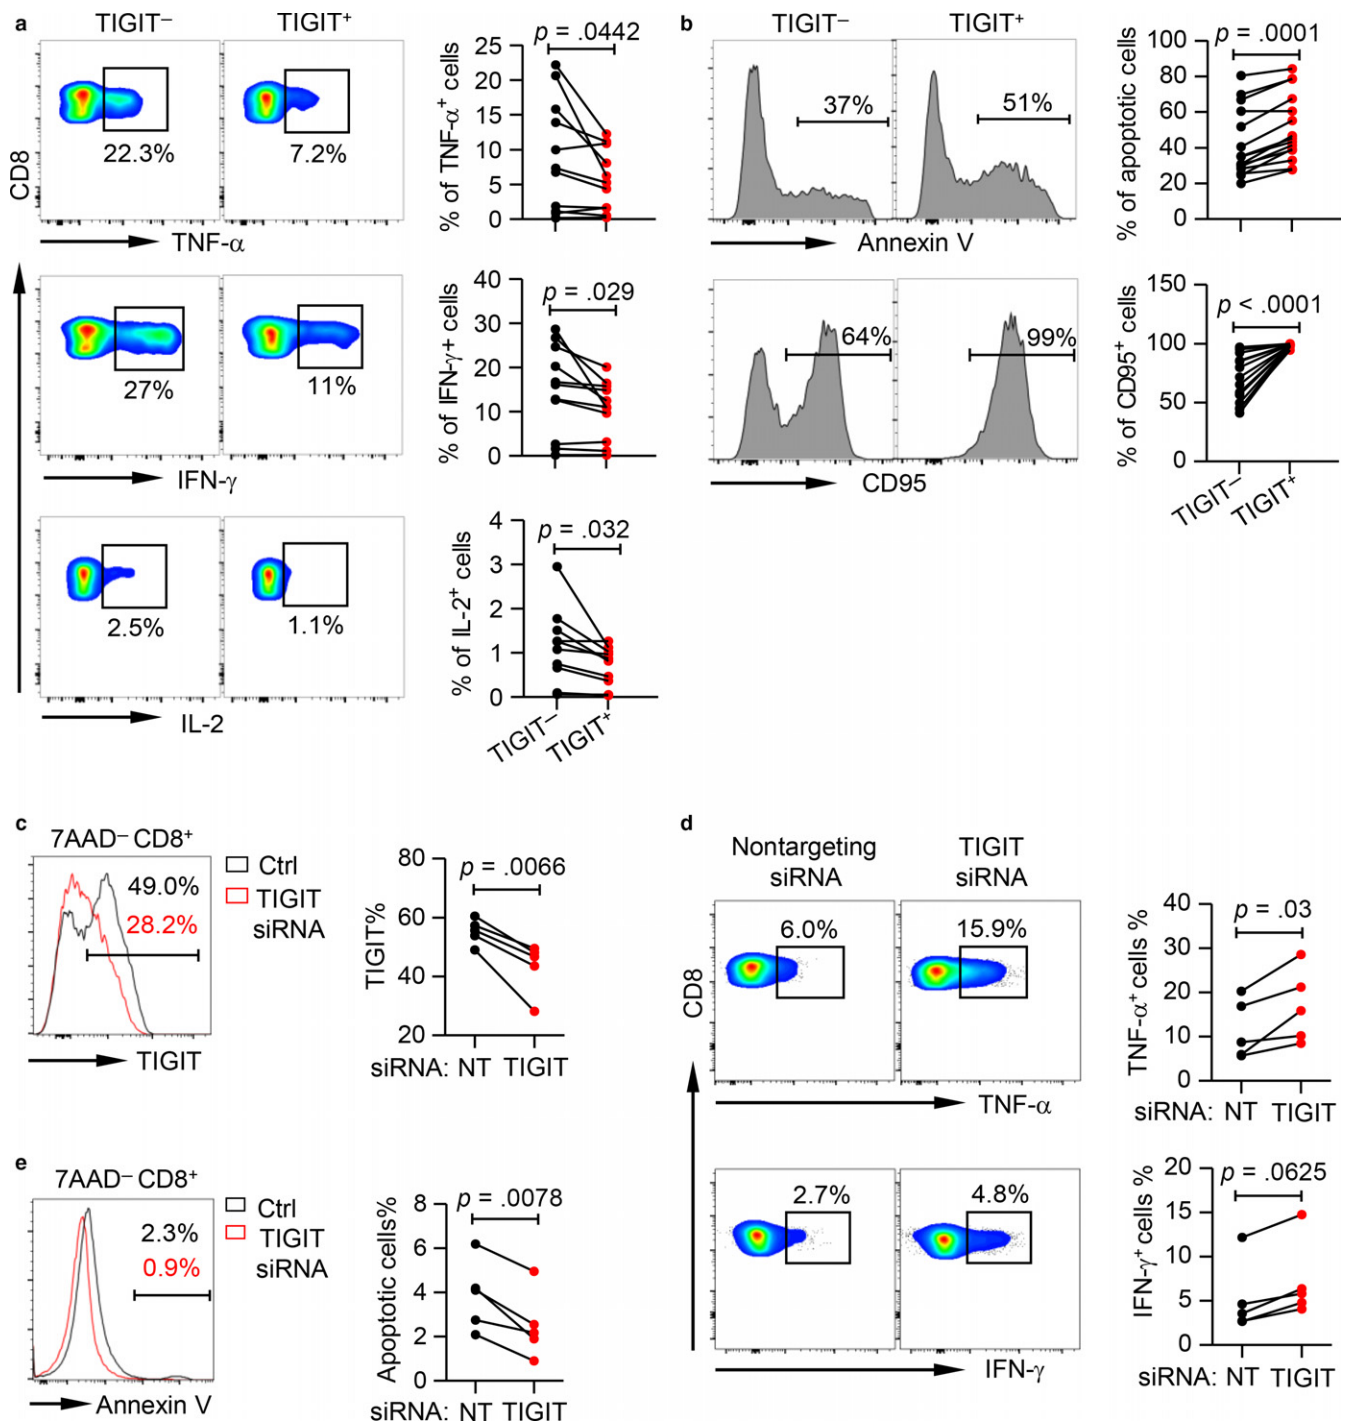 a
TIGIT– TIGIT+
CD8
22.3% 7.2%
TNF-α
27% 11%
IFN-γ
2.5% 1.1%
IL-2
% of TNF-α+ cells
25
20
15
10
5
0
p = .0442
% of IFN-γ+ cells
40
30
20
10
0
p = .029
% of IL-2+ cells
4
3
2
1
0
p = .032
TIGIT– TIGIT+
b
TIGIT– TIGIT+
37% 51%
Annexin V
64% 99%
CD95
% of apoptotic cells
100
80
60
40
20
0
p = .0001
% of CD95+ cells
150
100
50
0
p < .0001
TIGIT– TIGIT+
c
7AAD– CD8+
Ctrl
TIGIT
siRNA
49.0%
28.2%
TIGIT
TIGIT%
80
60
40
20
p = .0066
siRNA: NT TIGIT
d
Nontargeting
siRNA
TIGIT
siRNA
CD8
6.0% 15.9%
TNF-α
2.7% 4.8%
IFN-γ
TNF-α+ cells %
40
30
20
10
0
p = .03
siRNA: NT TIGIT
IFN-γ+ cells %
20
15
10
5
0
p = .0625
siRNA: NT TIGIT
e
7AAD– CD8+
Ctrl
TIGIT
siRNA
2.3%
0.9%
Annexin V
Apoptotic cells%
8
6
4
2
0
p = .0078
siRNA: NT TIGIT